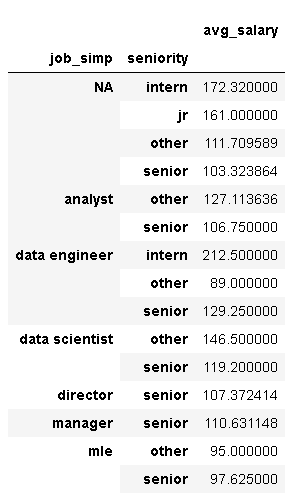 avg_salary
job_simp seniority
NA intern 172.320000
jr 161.000000
other 111.709589
senior 103.323864
analyst other 127.113636
senior 106.750000
data engineer intern 212.500000
other 89.000000
senior 129.250000
data scientist other 146.500000
senior 119.200000
director senior 107.372414
manager senior 110.631148
mle other 95.000000
senior 97.625000